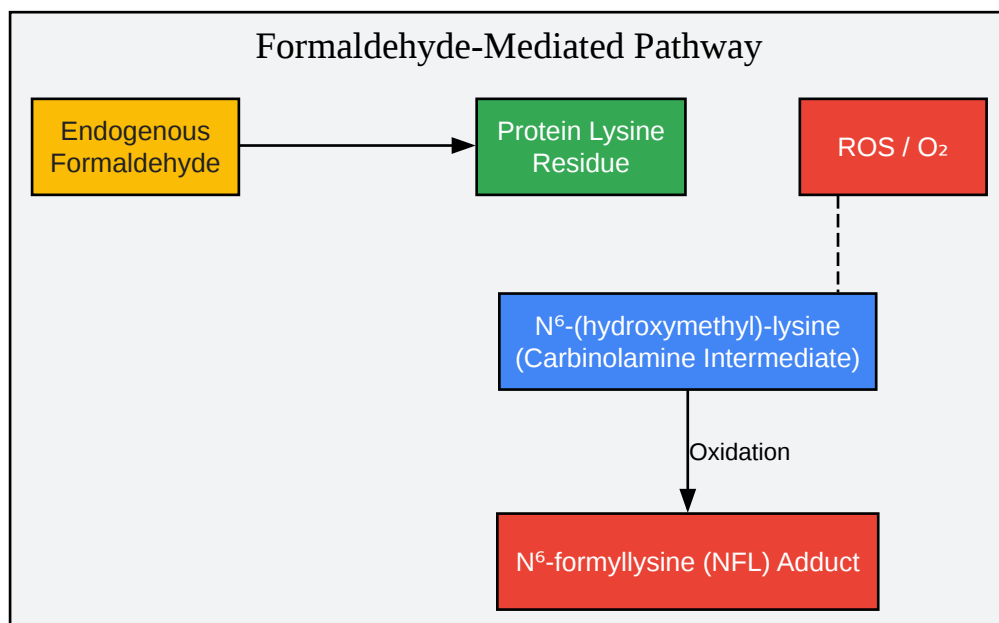 Formaldehyde-Mediated Pathway
Endogenous
Formaldehyde
Protein Lysine
Residue
ROS / O₂
N⁶-(hydroxymethyl)-lysine
(Carbinolamine Intermediate)
Oxidation
N⁶-formyllysine (NFL) Adduct